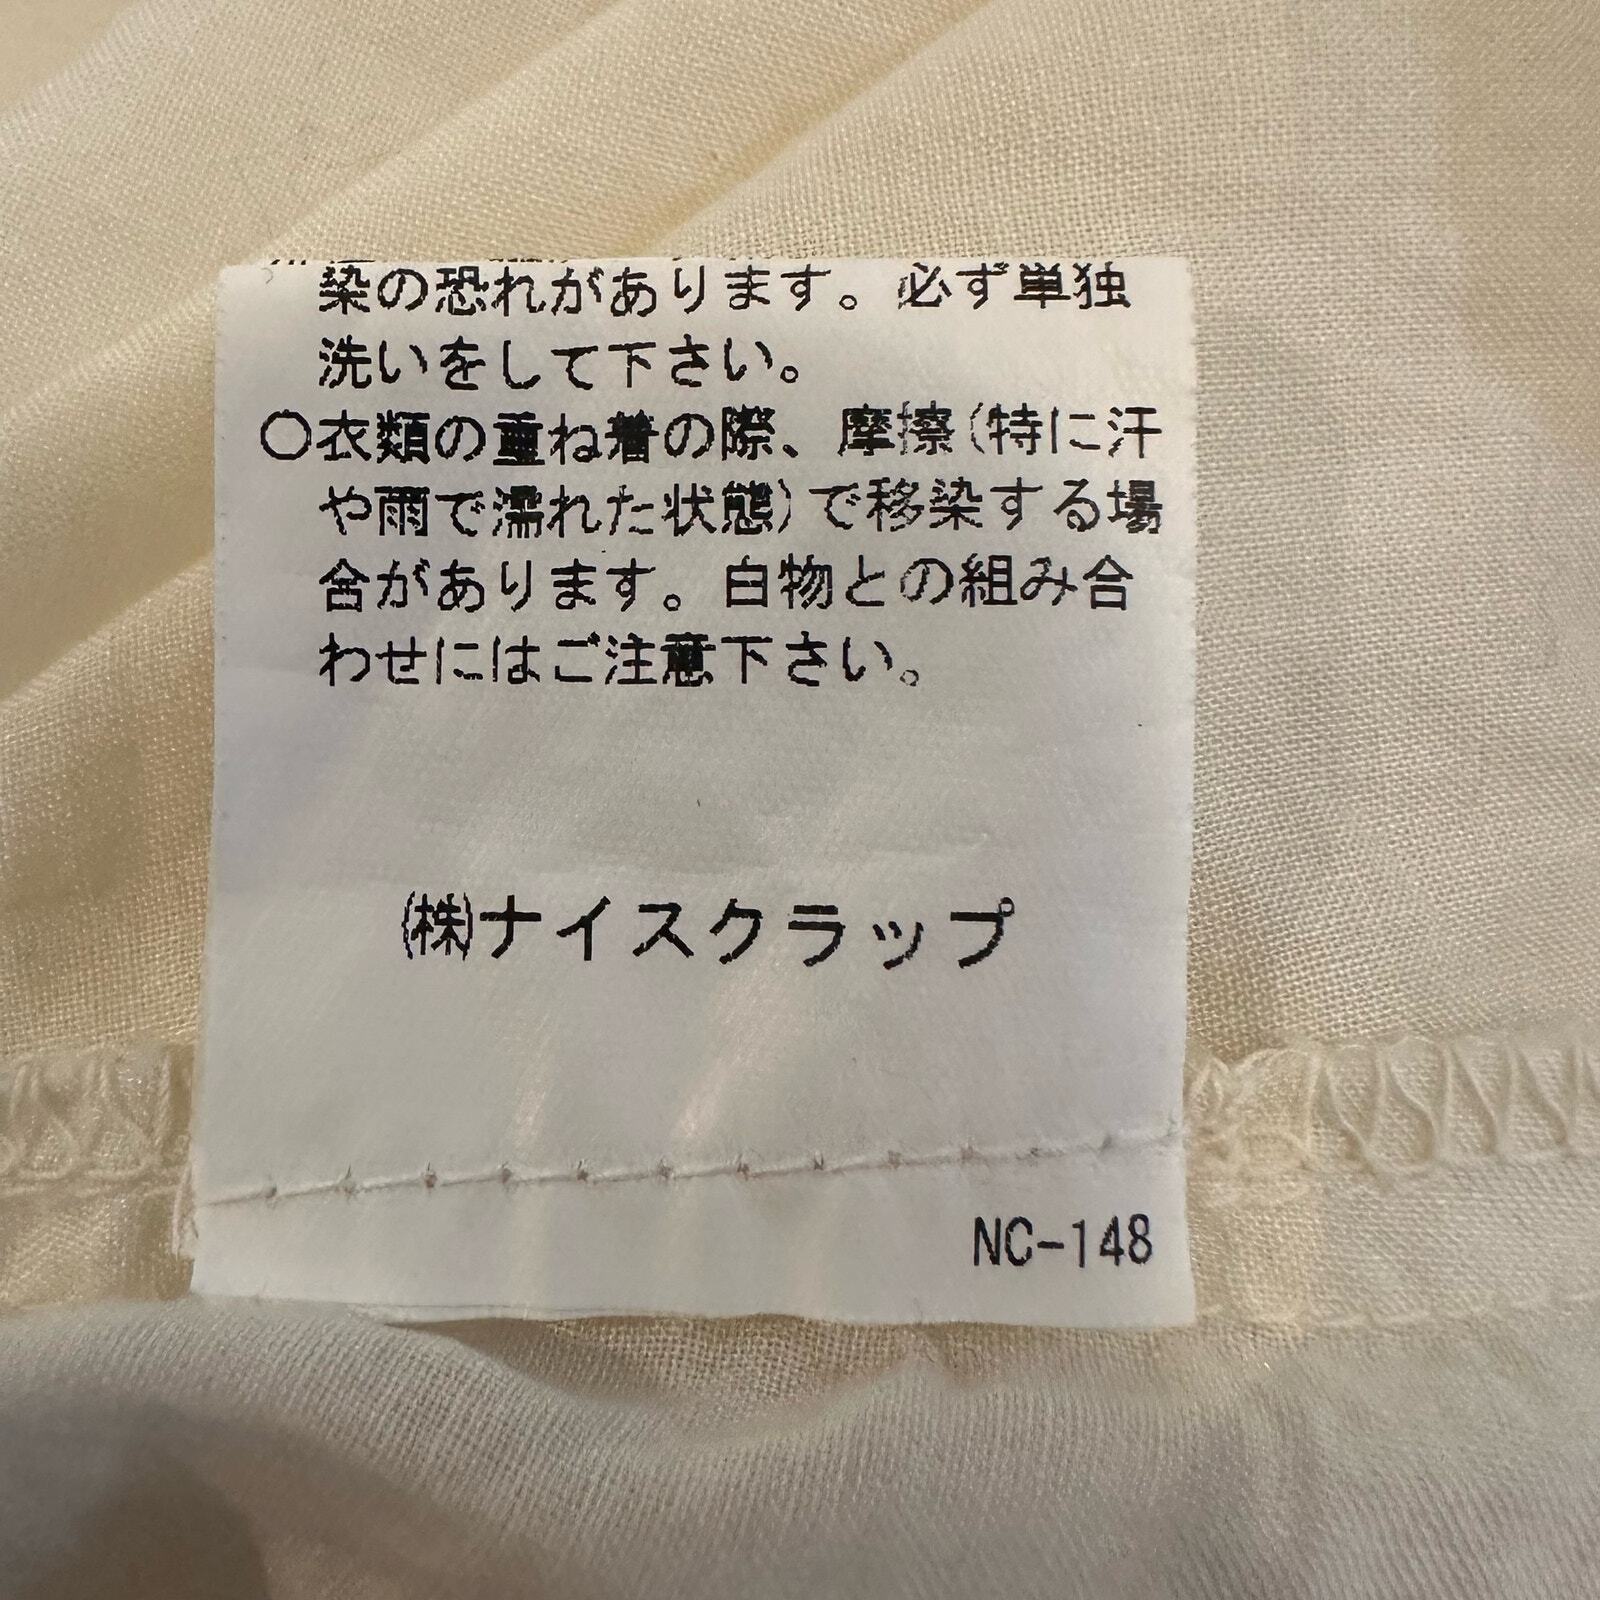 染の恐れがあります。必ず単独
洗いをして下さい。
○衣類の重ね着の際、摩擦(特に汗
や雨で濡れた状態)で移染する場
合があります。白物との組み合
わせにはご注意下さい。
(株)ナイスクラップ
NC-148